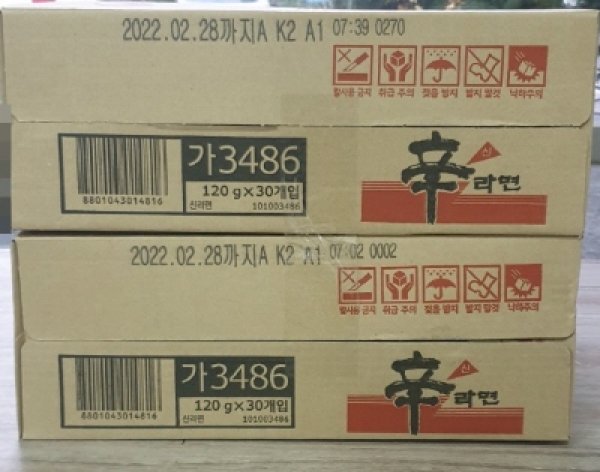 2022.02.28까지A K2 A1 07:39 0270
칼사용 금지 취급 주의 젖음 방지 밟지 말것 낙하주의
가3486
120 g×30개입
8801043014816 신라면 101003486
신
辛라면
2022.02.28까지A K2 A1 07:02 0002
칼사용 금지 취급 주의 젖음 방지 밟지 말것 낙하주의
가3486
120 g×30개입
8801043014816 신라면 101003486
신
辛라면